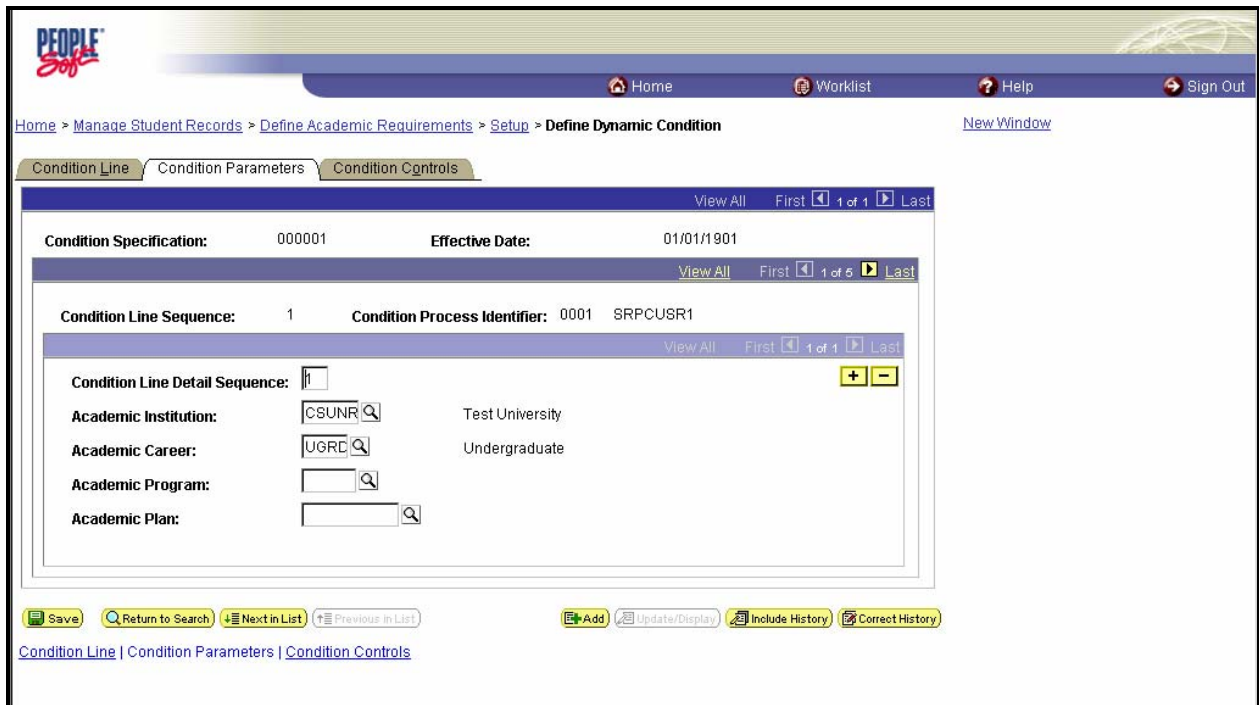 PEOPLE
Soft
Home Worklist Help Sign Out
Home > Manage Student Records > Define Academic Requirements > Setup > Define Dynamic Condition New Window
Condition Line Condition Parameters Condition Controls
View All First 1 of 1 Last
Condition Specification: 000001 Effective Date: 01/01/1901
View All First 1 of 5 Last
Condition Line Sequence: 1 Condition Process Identifier: 0001 SRPCUSR1
View All First 1 of 1 Last
Condition Line Detail Sequence: 1
Academic Institution: CSUNR Test University
Academic Career: UGRD Undergraduate
Academic Program:
Academic Plan:
Save Return to Search Next in List Previous in List Add Update/Display Include History Correct History
Condition Line | Condition Parameters | Condition Controls